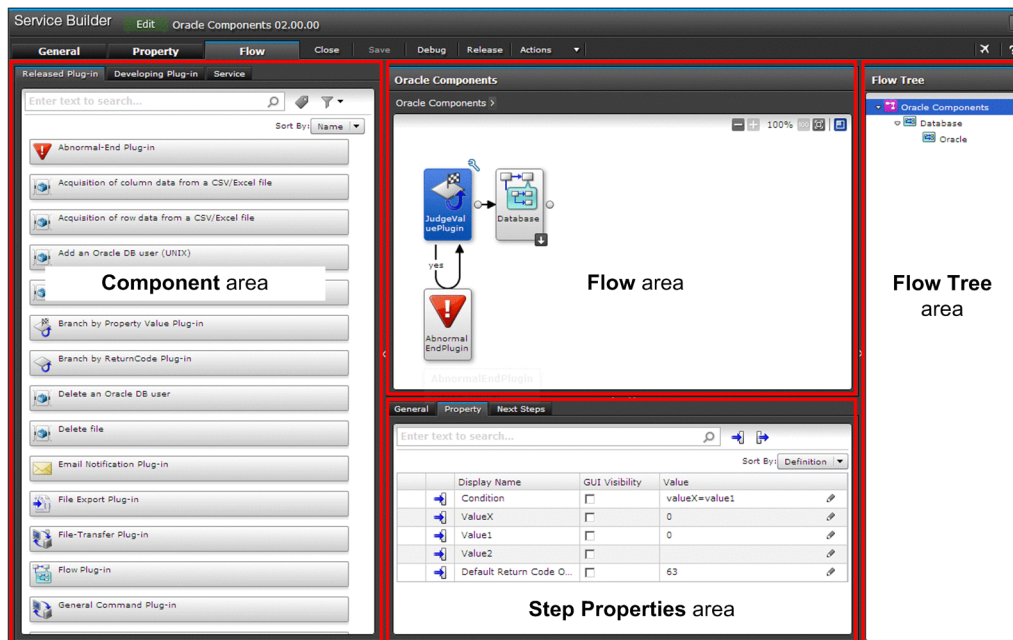 Service Builder Edit Oracle Components 02.00.00
General Property Flow Close Save Debug Release Actions
Released Plug-in Developing Plug-in Service
Enter text to search...
Sort By: Name
Abnormal-End Plug-in
Acquisition of column data from a CSV/Excel file
Acquisition of row data from a CSV/Excel file
Add an Oracle DB user (UNIX)
Component area
Branch by Property Value Plug-in
Branch by ReturnCode Plug-in
Delete an Oracle DB user
Delete file
Email Notification Plug-in
File Export Plug-in
File-Transfer Plug-in
Flow Plug-in
General Command Plug-in
Oracle Components
Oracle Components >
100%
JudgeVal
uePlugin
Database
yes
Abnormal
EndPlugin
AbnormalEndPlugin
Flow area
General Property Next Steps
Enter text to search...
Sort By: Definition
Display Name GUI Visibility Value
Condition valueX=value1
ValueX 0
Value1 0
Value2
Default Return Code O... 63
Step Properties area
Flow Tree
Oracle Components
Database
Oracle
Flow Tree
area